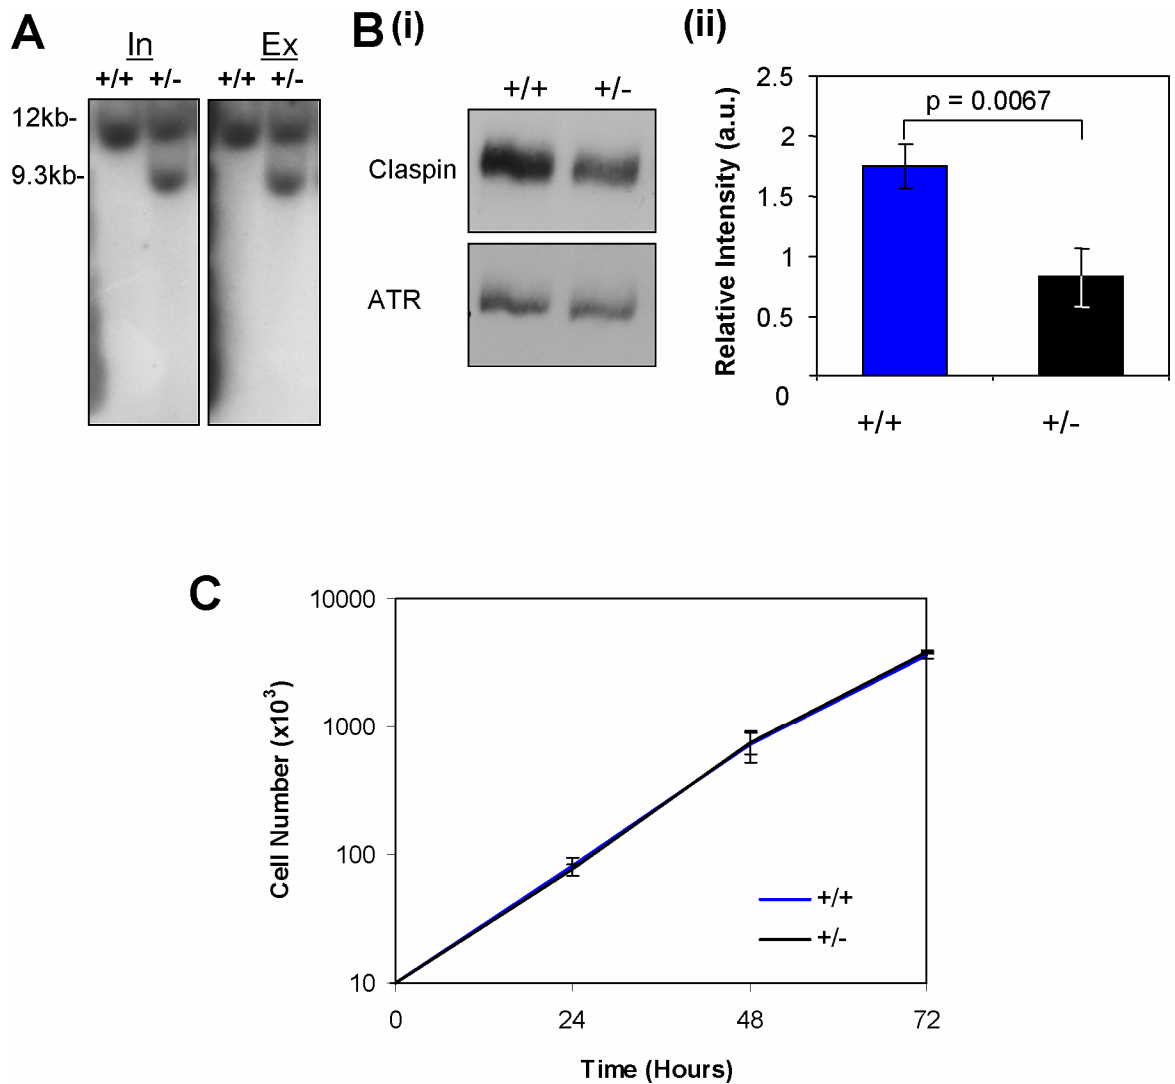 A
In Ex
+/+ +/- +/+ +/-
12kb-
9.3kb-
B (i)
+/+ +/-
Claspin
ATR
(ii)
2.5
2
1.5
1
0.5
0
Relative Intensity (a.u.)
p = 0.0067
+/+ +/-
C
10000
1000
100
10
Cell Number (x10³)
+/+
+/-
0 24 48 72
Time (Hours)